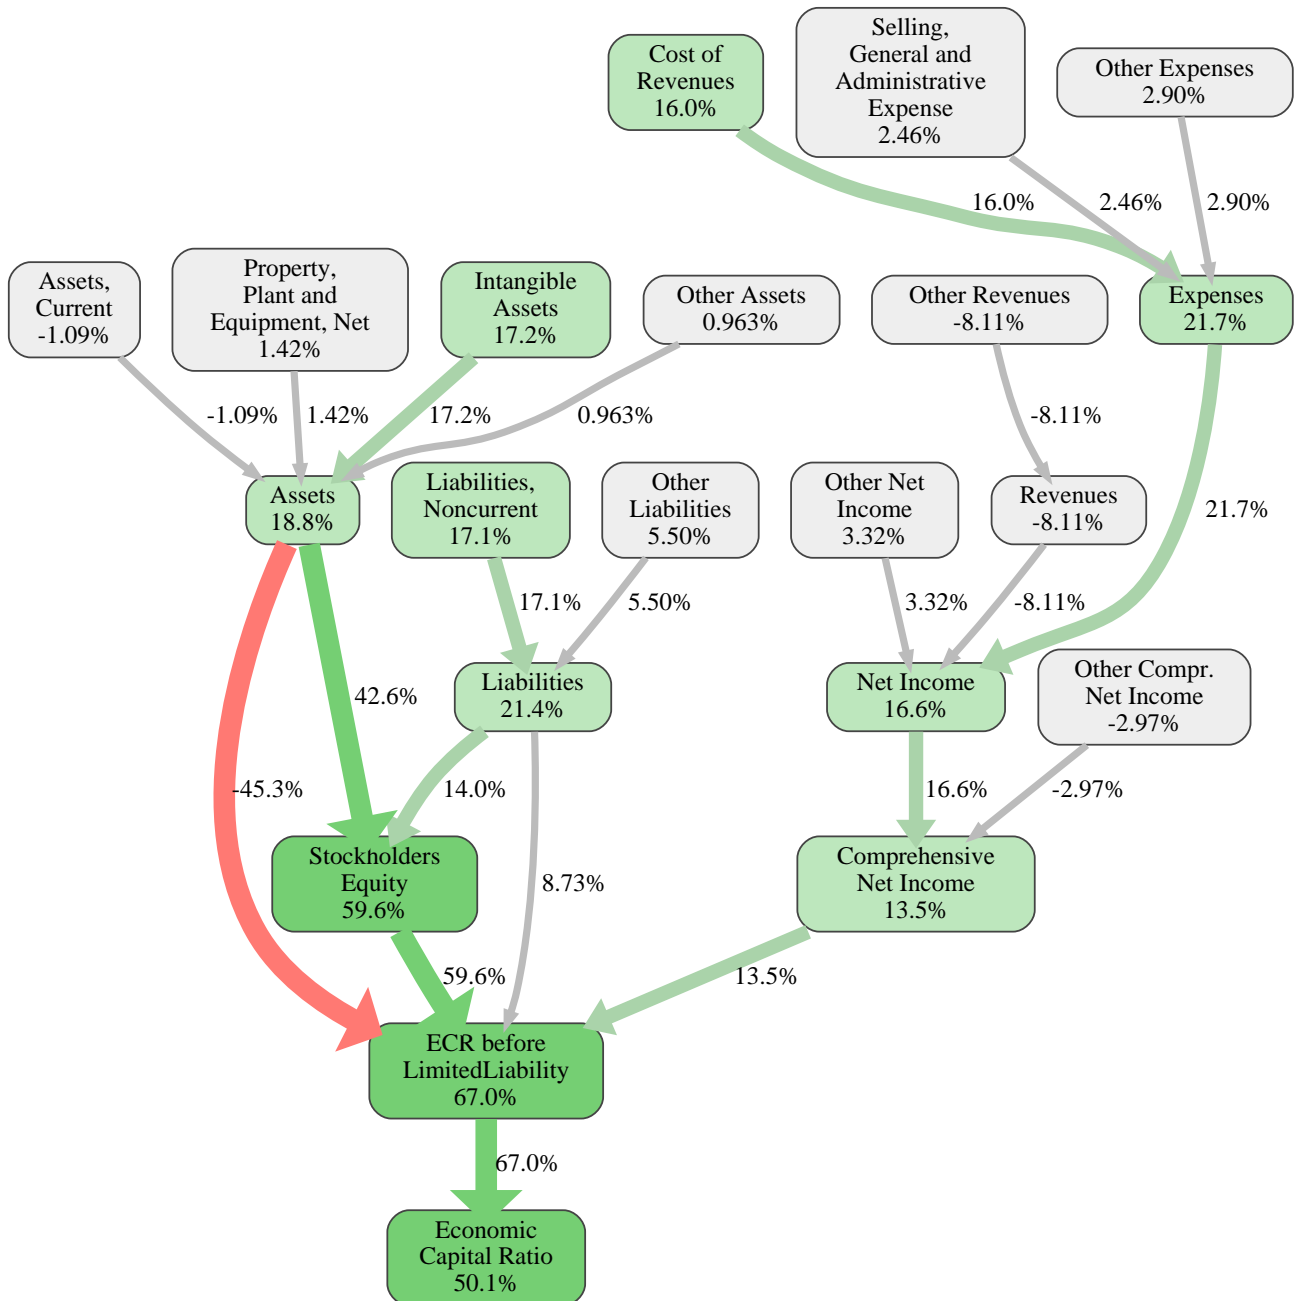 Cost of
Revenues
16.0%
Selling,
General and
Administrative
Expense
2.46%
Other Expenses
2.90%
16.0%
2.46%
2.90%
Assets,
Current
-1.09%
Property,
Plant and
Equipment, Net
1.42%
Intangible
Assets
17.2%
Other Assets
0.963%
Other Revenues
-8.11%
Expenses
21.7%
-1.09%
1.42%
17.2%
0.963%
-8.11%
Assets
18.8%
Liabilities,
Noncurrent
17.1%
Other
Liabilities
5.50%
Other Net
Income
3.32%
Revenues
-8.11%
21.7%
17.1%
5.50%
3.32%
-8.11%
Liabilities
21.4%
Net Income
16.6%
Other Compr.
Net Income
-2.97%
42.6%
-45.3%
14.0%
16.6%
-2.97%
Stockholders
Equity
59.6%
8.73%
Comprehensive
Net Income
13.5%
59.6%
13.5%
ECR before
LimitedLiability
67.0%
67.0%
Economic
Capital Ratio
50.1%